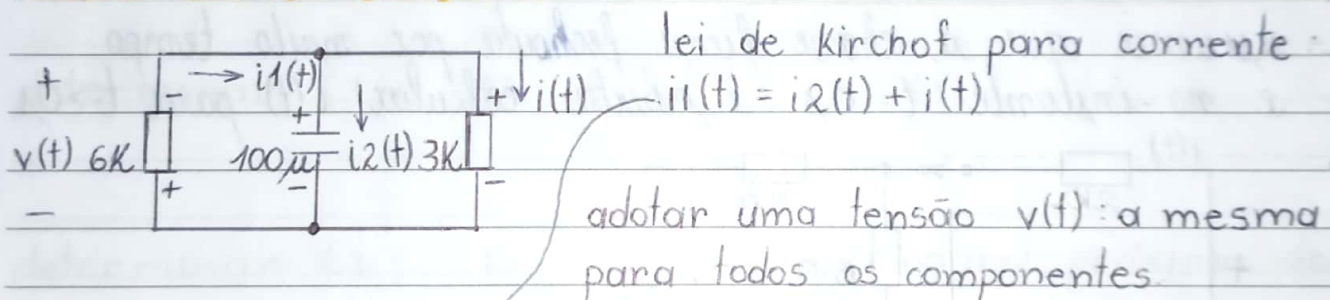 lei de Kirchof para corrente:
+ - → i1(t) + i(t) i1(t) = i2(t) + i(t)
v(t) 6K 100μ + - i2(t) 3K
- + - adotar uma tensão v(t): a mesma
para todos os componentes.